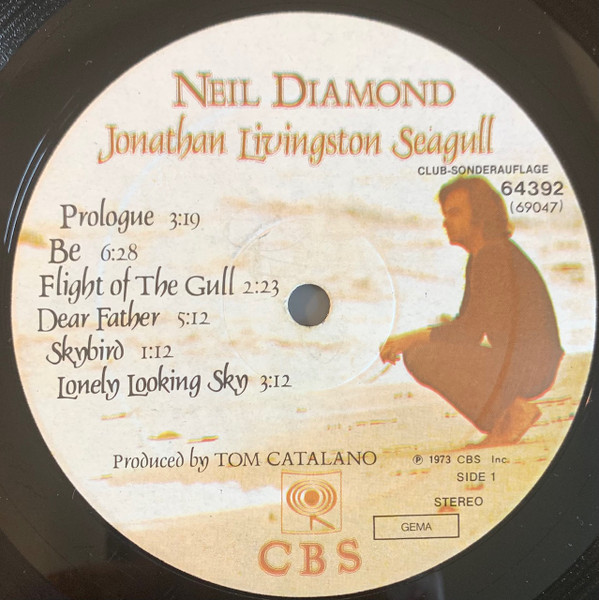 NEIL DIAMOND
Jonathan Livingston Seagull
CLUB-SONDERAUFLAGE
64392
(69047)
Prologue 3:19
Be 6:28
Flight of The Gull 2:23
Dear Father 5:12
Skybird 1:12
Lonely Looking Sky 3:12
Produced by TOM CATALANO
℗ 1973 CBS Inc.
SIDE 1
STEREO
GEMA
CBS